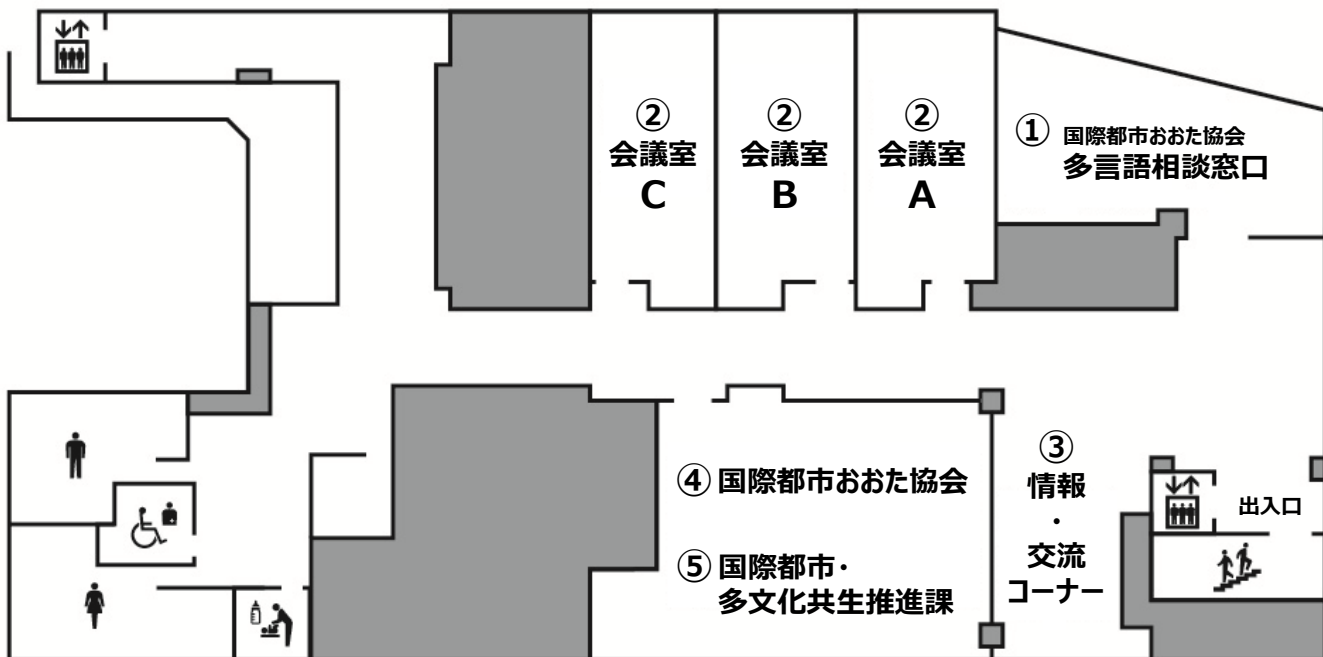 ②
会議室
C
②
会議室
B
②
会議室
A
① 国際都市おおた協会
多言語相談窓口
④ 国際都市おおた協会
⑤ 国際都市・
多文化共生推進課
③
情報
・
交流
コーナー
出入口